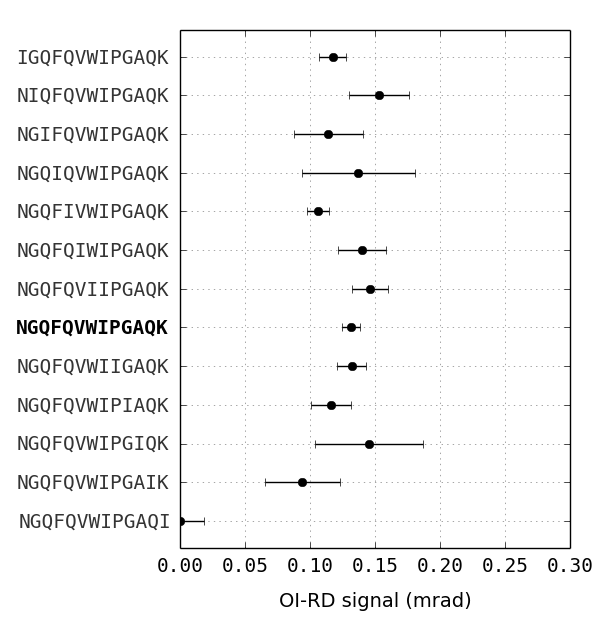 IGQFQVWIPGAQK
NIQFQVWIPGAQK
NGIFQVWIPGAQK
NGQIQVWIPGAQK
NGQFIVWIPGAQK
NGQFQIWIPGAQK
NGQFQVIIPGAQK
NGQFQVWIPGAQK
NGQFQVWIIGAQK
NGQFQVWIPIAQK
NGQFQVWIPGIQK
NGQFQVWIPGAIK
NGQFQVWIPGAQI
0.00 0.05 0.10 0.15 0.20 0.25 0.30
OI-RD signal (mrad)